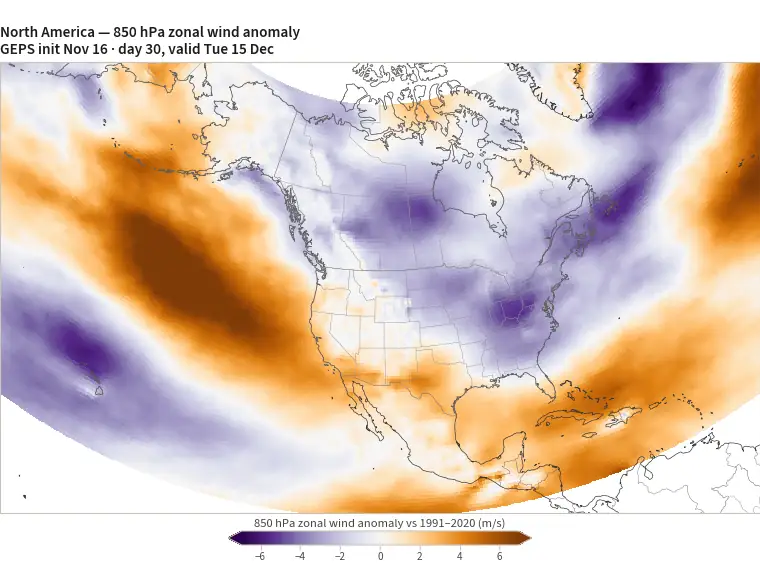 North America — 850 hPa zonal wind anomaly
GEPS init Nov 16 · day 30, valid Tue 15 Dec
850 hPa zonal wind anomaly vs 1991–2020 (m/s)
−6 −4 −2 0 2 4 6